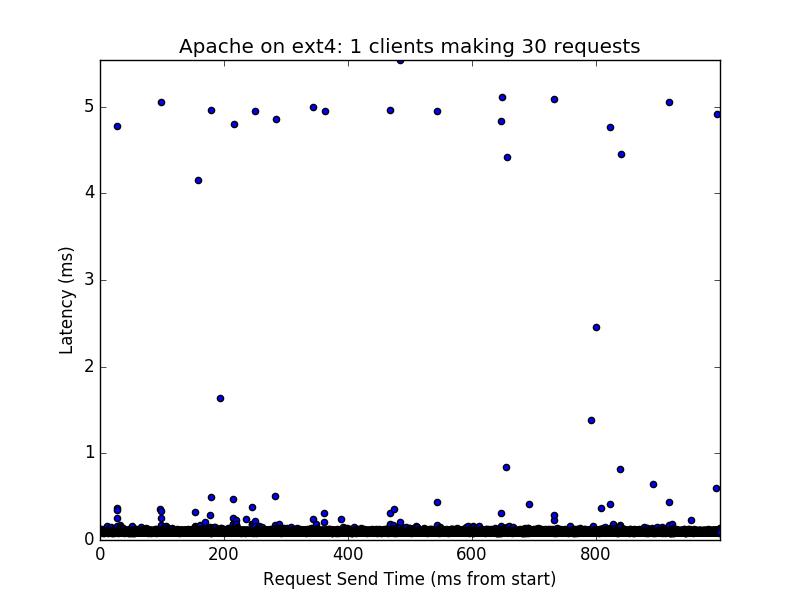 Apache on ext4: 1 clients making 30 requests
5
4
3
2
1
0
0 200 400 600 800
Latency (ms)
Request Send Time (ms from start)